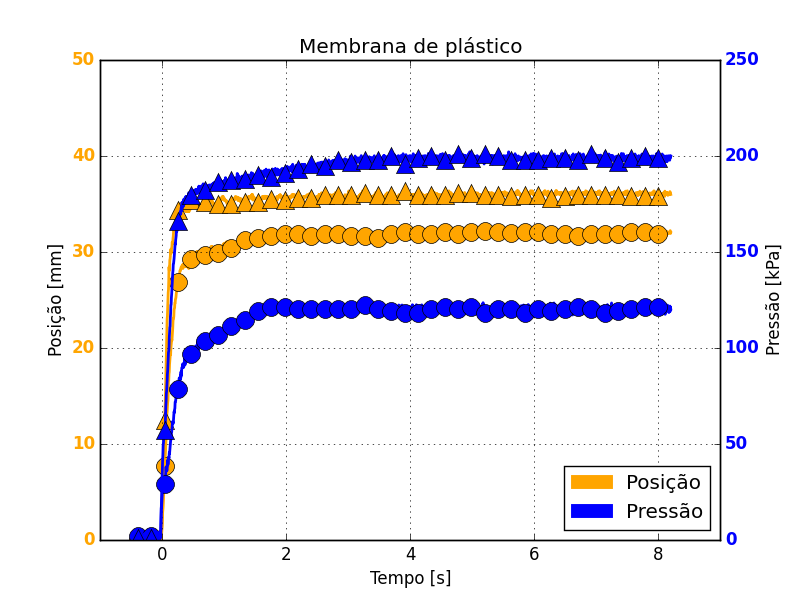 Membrana de plástico
50
40
30
20
10
0
Posição [mm]
250
200
150
100
50
0
Pressão [kPa]
Posição
Pressão
0 2 4 6 8
Tempo [s]